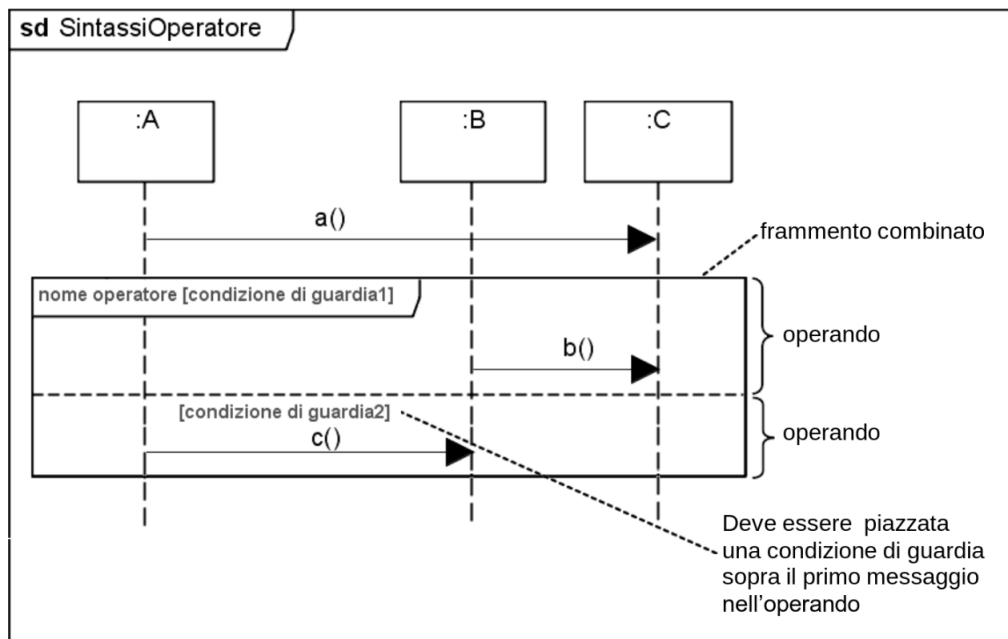 sd SintassiOperatore
:A
:B
:C
a()
frammento combinato
nome operatore [condizione di guardia1]
operando
b()
[condizione di guardia2]
operando
c()
Deve essere piazzata
una condizione di guardia
sopra il primo messaggio
nell'operando